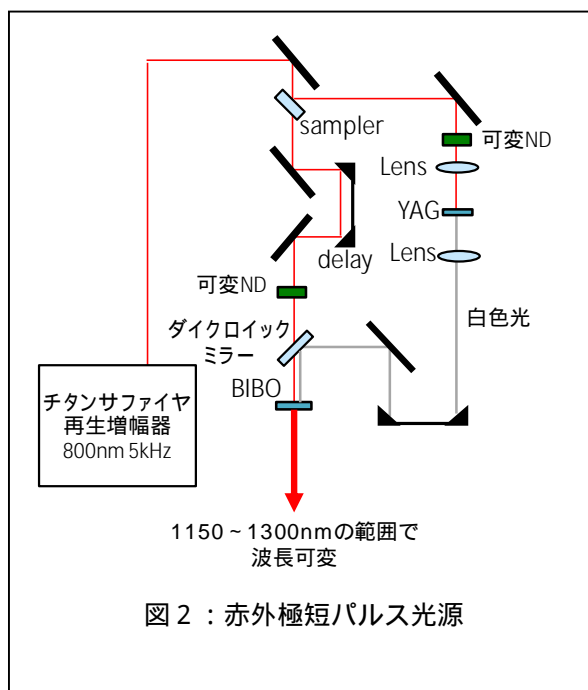 sampler
可変ND
Lens
YAG
Lens
delay
可変ND
白色光
ダイクロイック
ミラー
BIBO
チタンサファイヤ
再生増幅器
800nm 5kHz
1150~1300nmの範囲で
波長可変
図2:赤外極短パルス光源